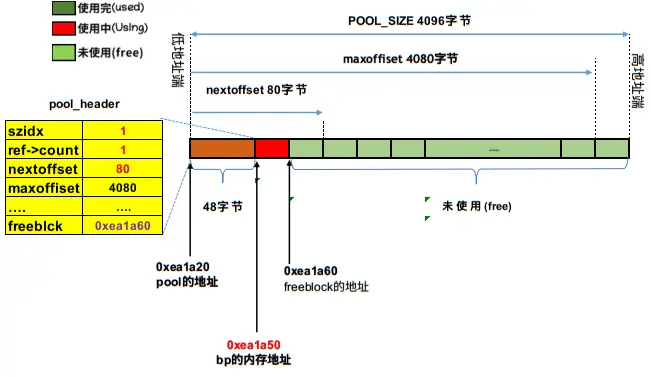 使用完(used)
使用中(Using)
未使用(free)
低地址端
高地址端
POOL_SIZE 4096字节
maxoffiset 4080字节
nextoffset 80字节
pool_header
szidx 1
ref->count 1
nextoffset 80
maxoffiset 4080
.... ....
freeblck 0xea1a60
.....
48字节
未使用(free)
0xea1a20
pool的地址
0xea1a60
freeblock的地址
0xea1a50
bp的内存地址